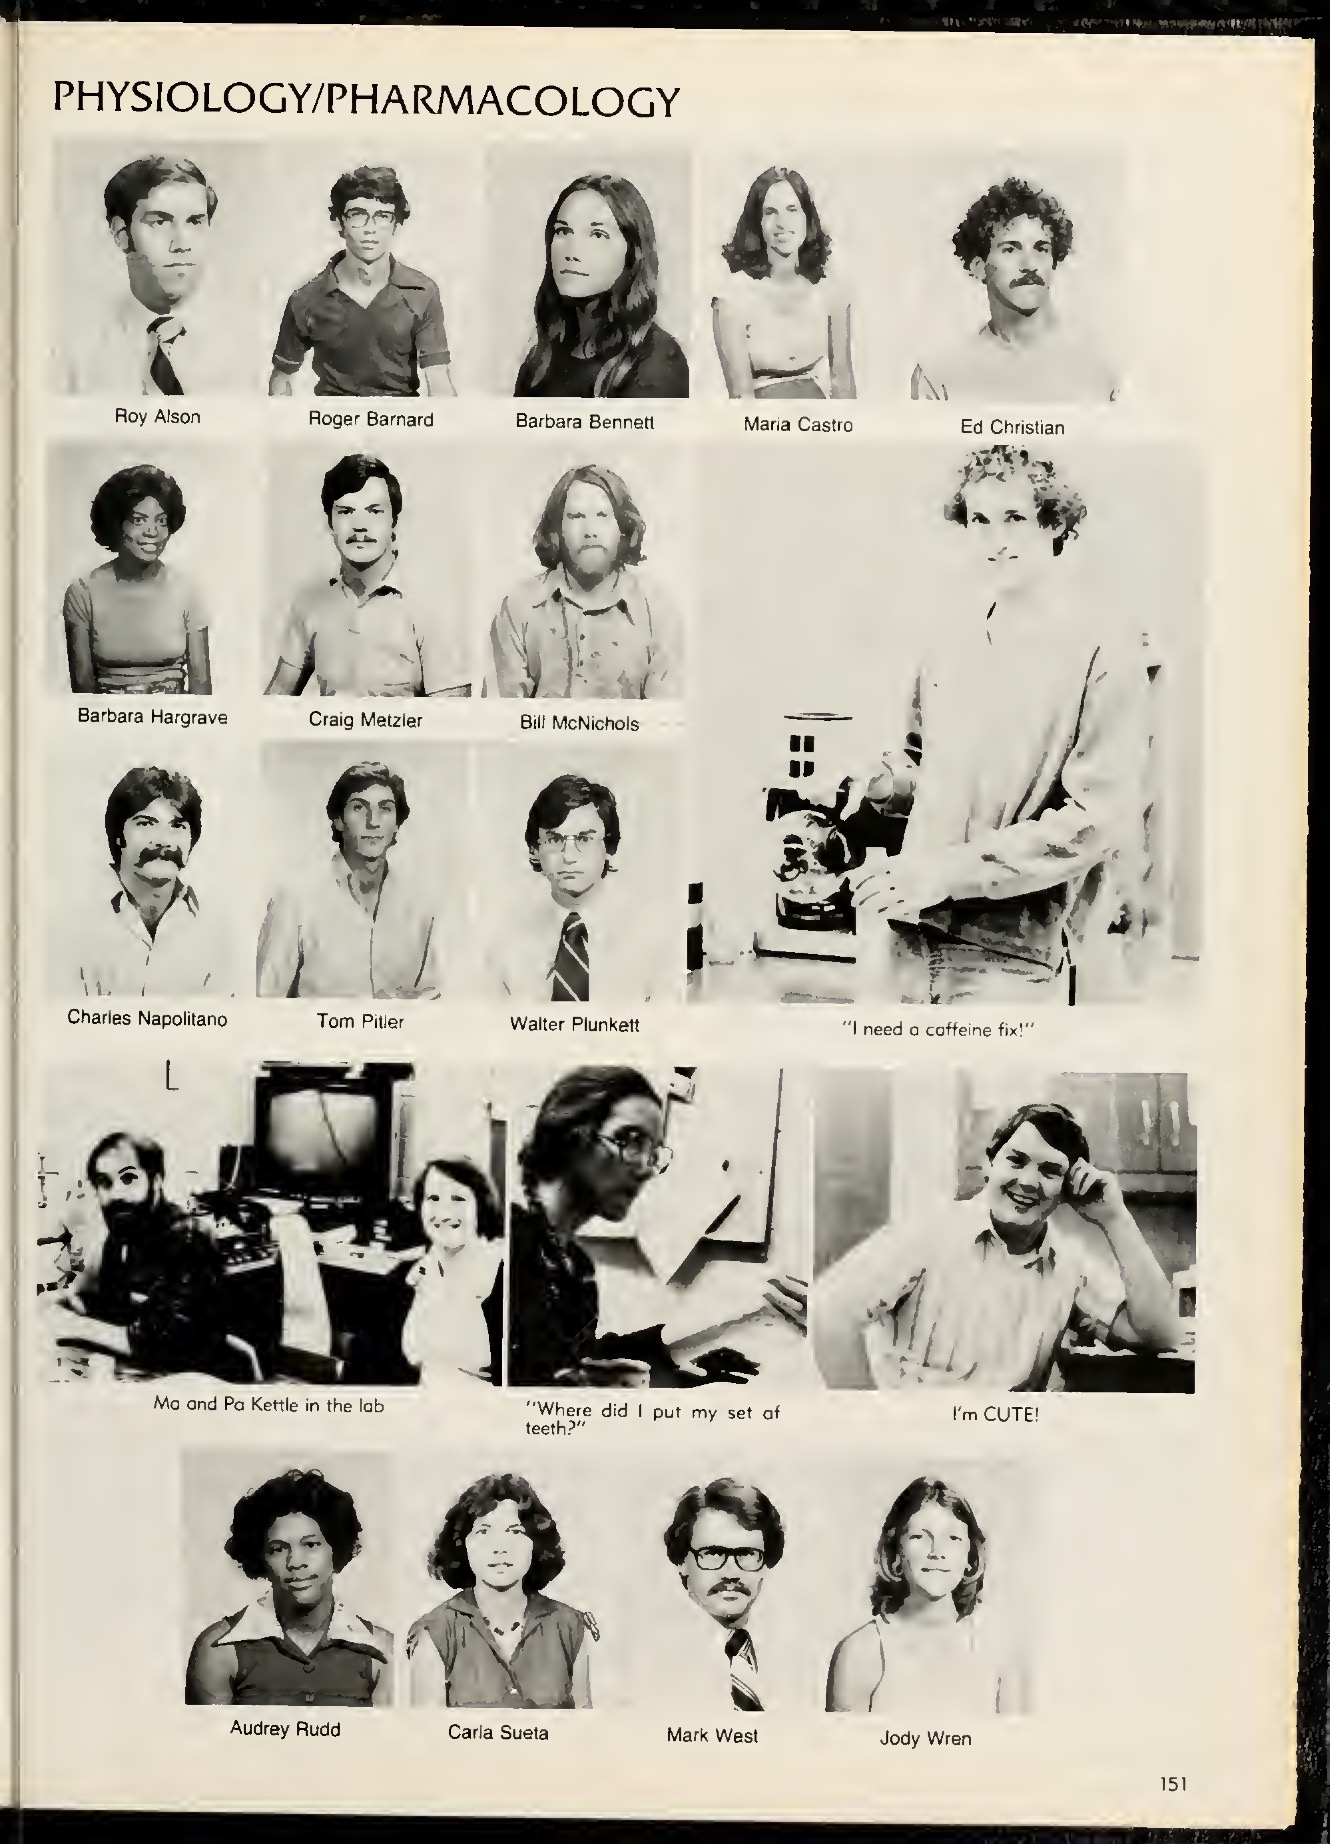 PHYSIOLOGY/PHARMACOLOGY
Roy Alson
Roger Barnard
Barbara Bennett
Maria Castro
Ed Christian
Barbara Hargrave
Craig Metzler
Bill McNichols
Charles Napolitano
Tom Pitler
Walter Plunkett
"I need a caffeine fix!"
L
Ma and Pa Kettle in the lab
"Where did I put my set of
teeth?"
I'm CUTE!
Audrey Rudd
Carla Sueta
Mark West
Jody Wren
151